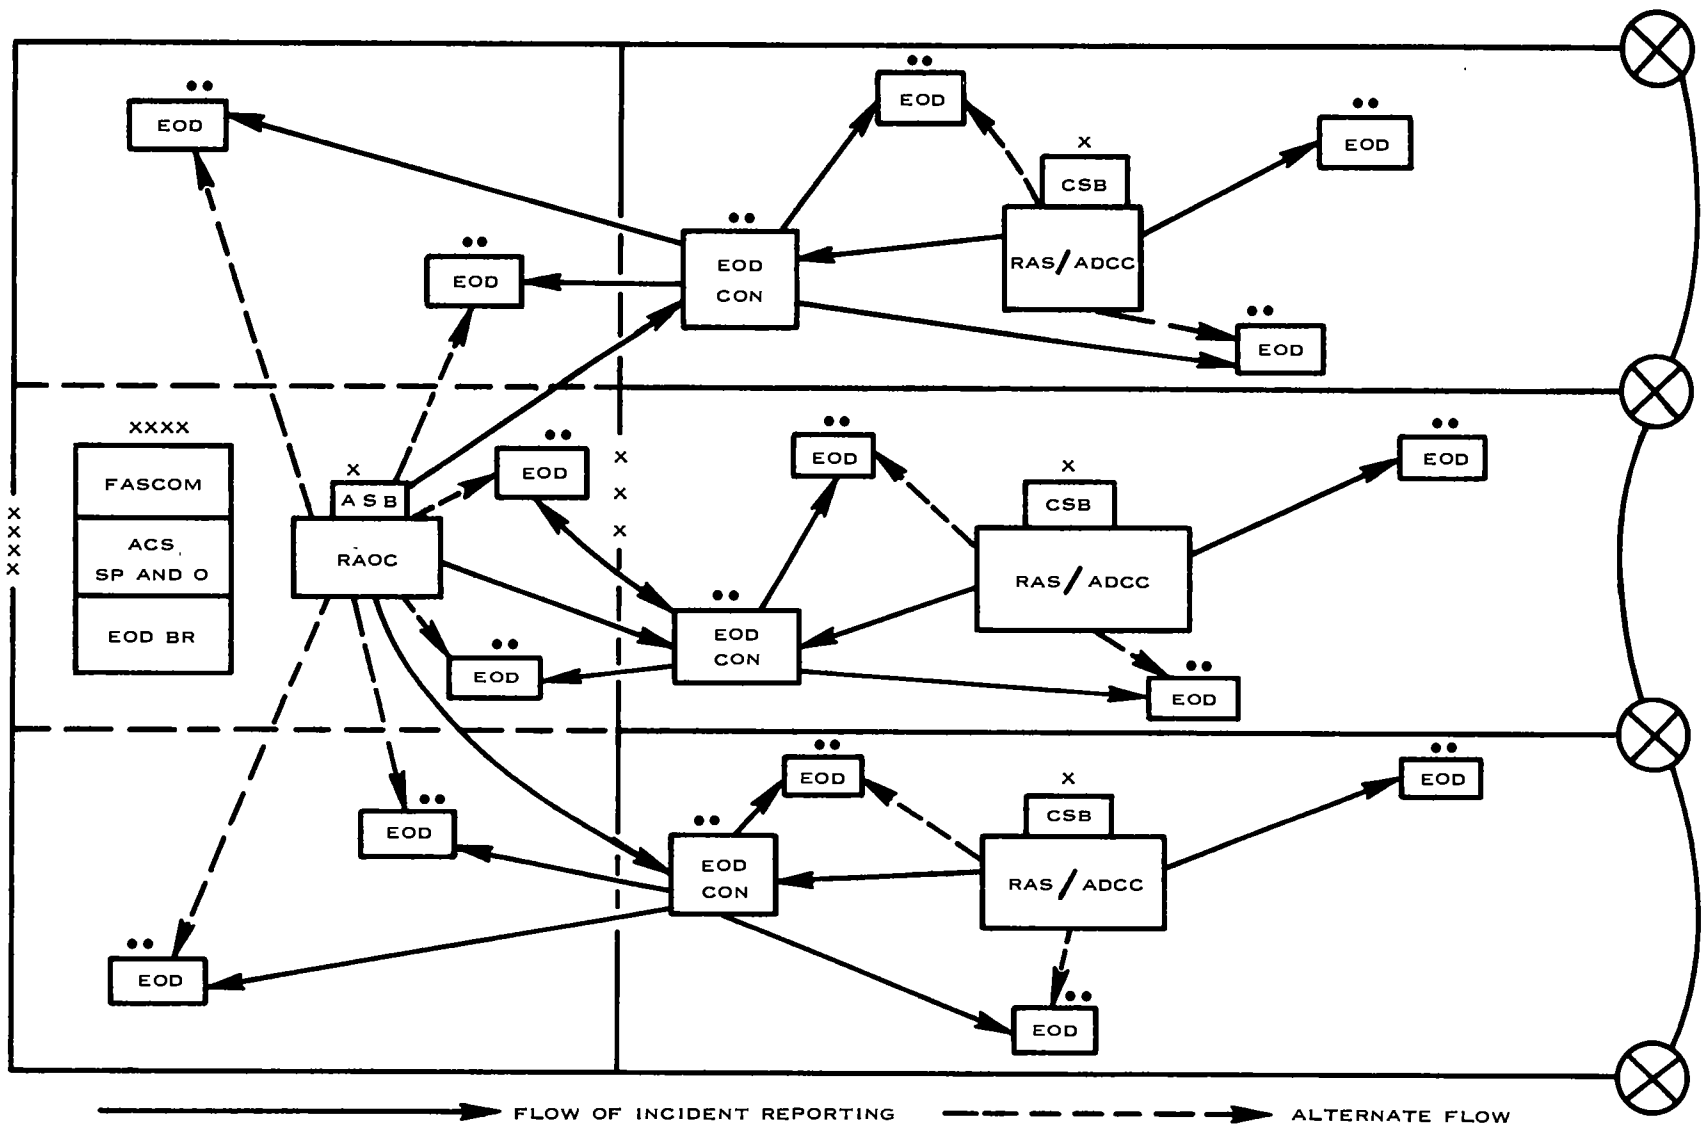 EOD
EOD
EOD
X
CSB
RAS/ADCC
EOD
CON
EOD
EOD
XXXX
FASCOM
ACS,
SP AND O
EOD BR
XXXX
X
ASB
RAOC
EOD
X
X
X
EOD
EOD
X
CSB
RAS/ADCC
EOD
CON
EOD
EOD
EOD
EOD
X
CSB
RAS/ADCC
EOD
EOD
CON
EOD
EOD
FLOW OF INCIDENT REPORTING
ALTERNATE FLOW